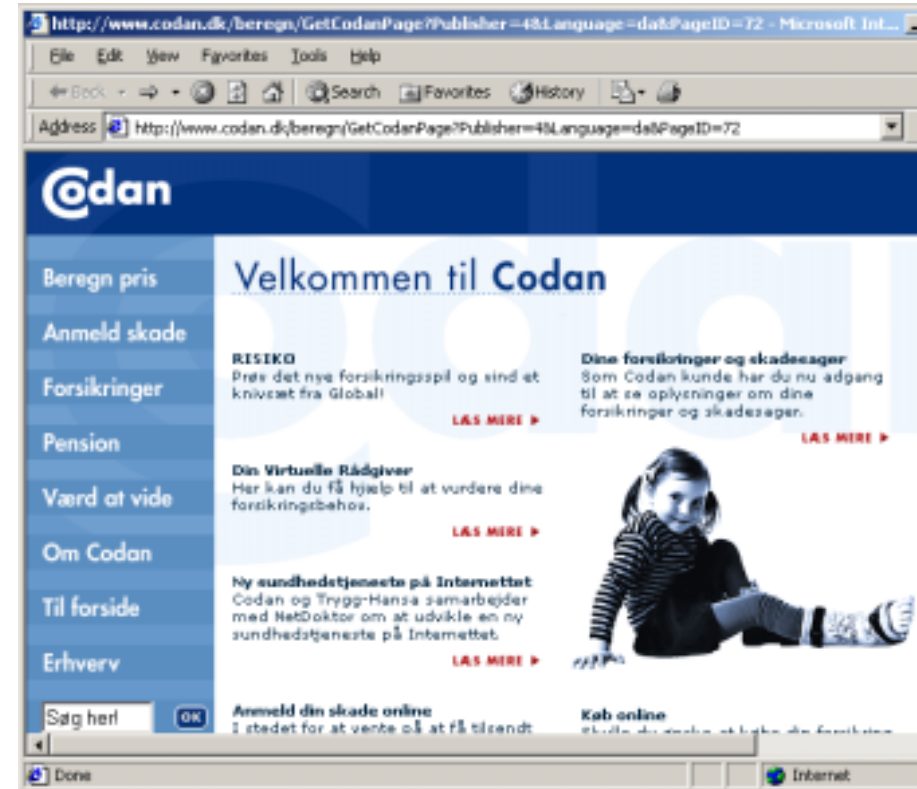 http://www.codan.dk/beregn/GetCodanPage?Publisher=4&Language=da&PageID=72 - Microsoft Int...
File Edit View Favorites Tools Help
Back Search Favorites History
Address http://www.codan.dk/beregn/GetCodanPage?Publisher=4&Language=da&PageID=72
Codan
Beregn pris
Anmeld skade
Forsikringer
Pension
Værd at vide
Om Codan
Til forside
Erhverv
Søg her!
OK
Velkommen til Codan
RISIKO
Prøv det nye forsikringsspil og vind et
knivsæt fra Global!
LÆS MERE
Din Virtuelle Rådgiver
Her kan du få hjælp til at vurdere dine
forsikringsbehov.
LÆS MERE
Ny sundhedstjeneste på Internettet
Codan og Trygg-Hansa samarbejder
med NetDoktor om at udvikle en ny
sundhedstjeneste på Internettet.
LÆS MERE
Anmeld din skade online
I stedet for at vente på at få tilsendt
Dine forsikringer og skadesager
Som Codan kunde har du nu adgang
til at se oplysninger om dine
forsikringer og skadesager.
LÆS MERE
Køb online
Skulle du ønske at købe din forsikring
Done
Internet